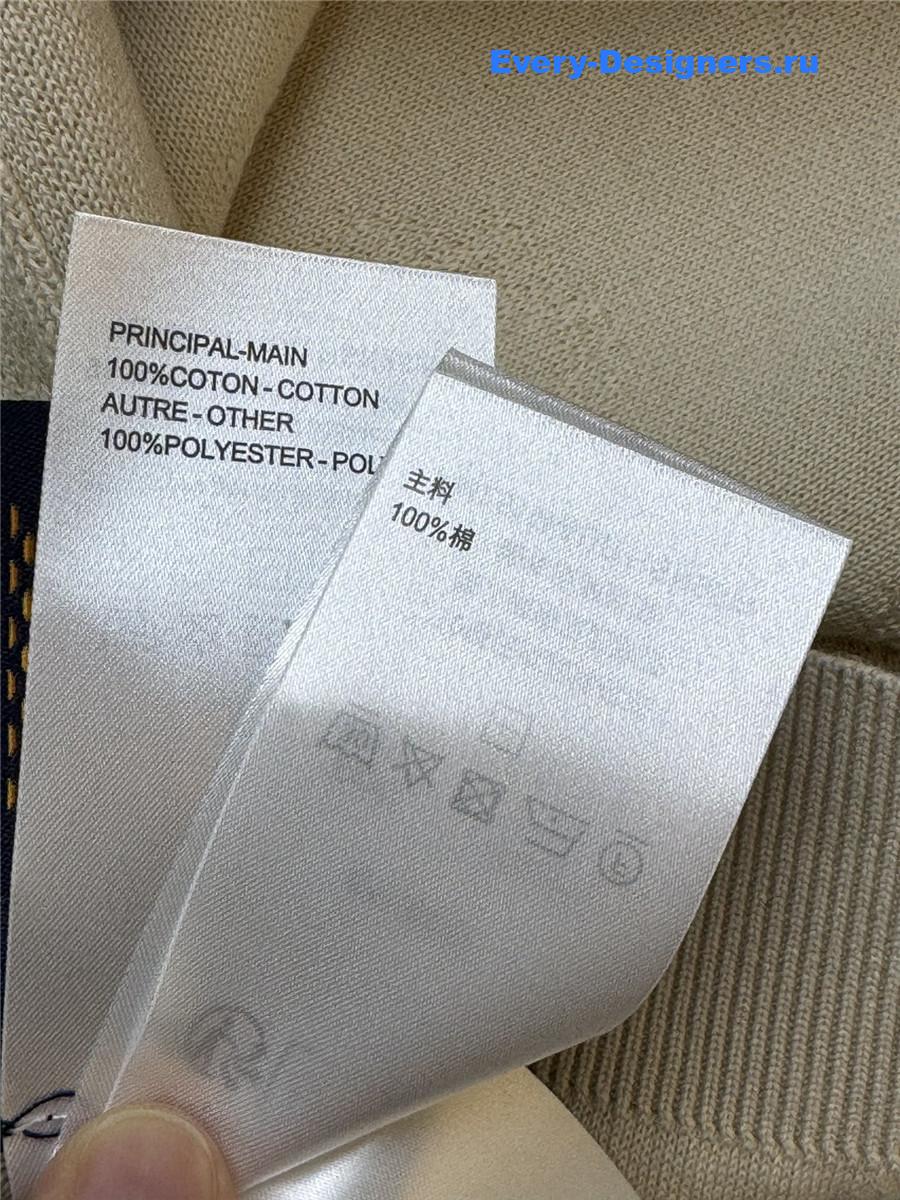 Every-Designers.ru
PRINCIPAL-MAIN
100%COTON-COTTON
AUTRE-OTHER
100%POLYESTER-POL
主料
100%棉